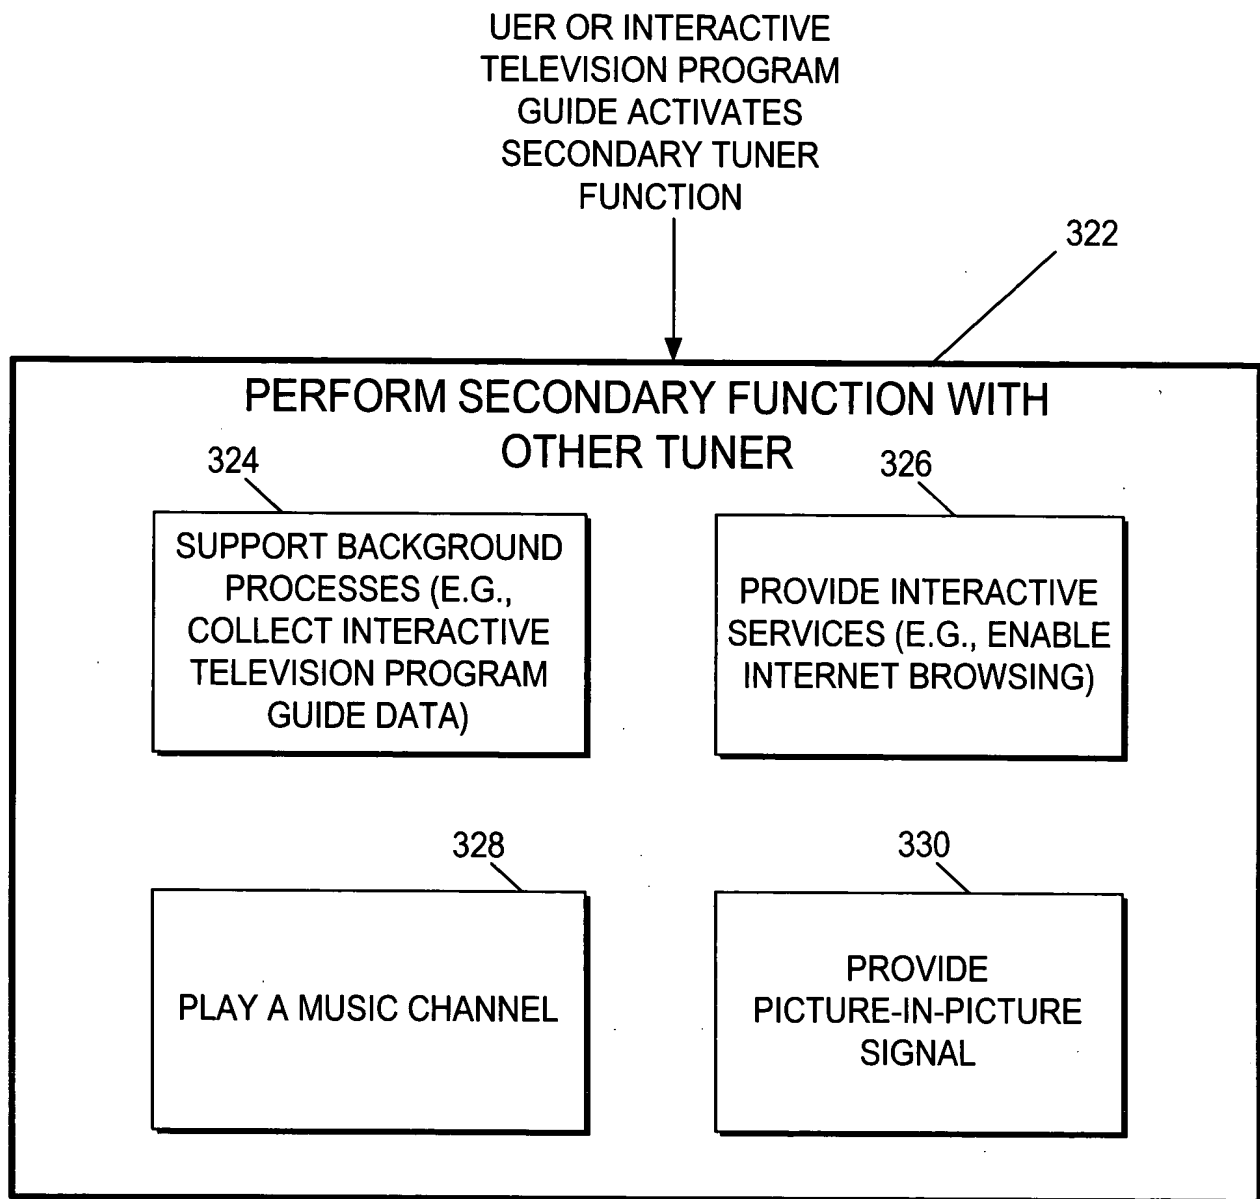 UER OR INTERACTIVE
TELEVISION PROGRAM
GUIDE ACTIVATES
SECONDARY TUNER
FUNCTION
322
PERFORM SECONDARY FUNCTION WITH
OTHER TUNER
324
SUPPORT BACKGROUND
PROCESSES (E.G.,
COLLECT INTERACTIVE
TELEVISION PROGRAM
GUIDE DATA)
326
PROVIDE INTERACTIVE
SERVICES (E.G., ENABLE
INTERNET BROWSING)
328
PLAY A MUSIC CHANNEL
330
PROVIDE
PICTURE-IN-PICTURE
SIGNAL